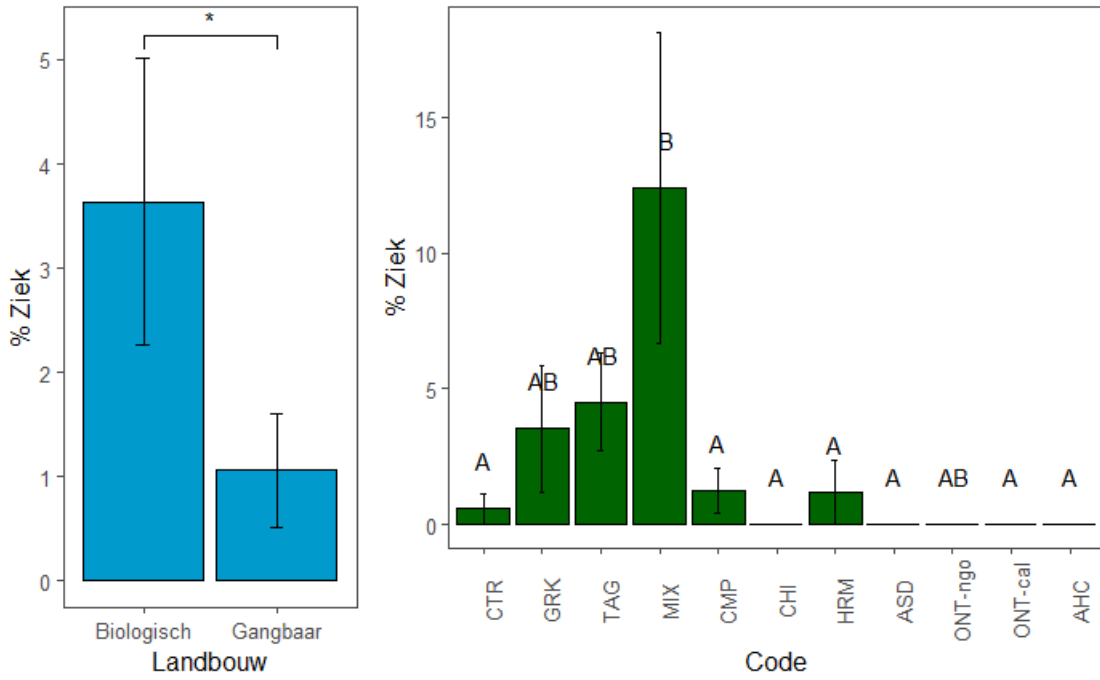 *
5
4
3
2
1
0
% Ziek
Biologisch Gangbaar
Landbouw
15
10
5
0
% Ziek
A AB AB B A A A A AB A A
CTR GRK TAG MIX CMP CHI HRM ASD ONT-ngo ONT-cal AHC
Code